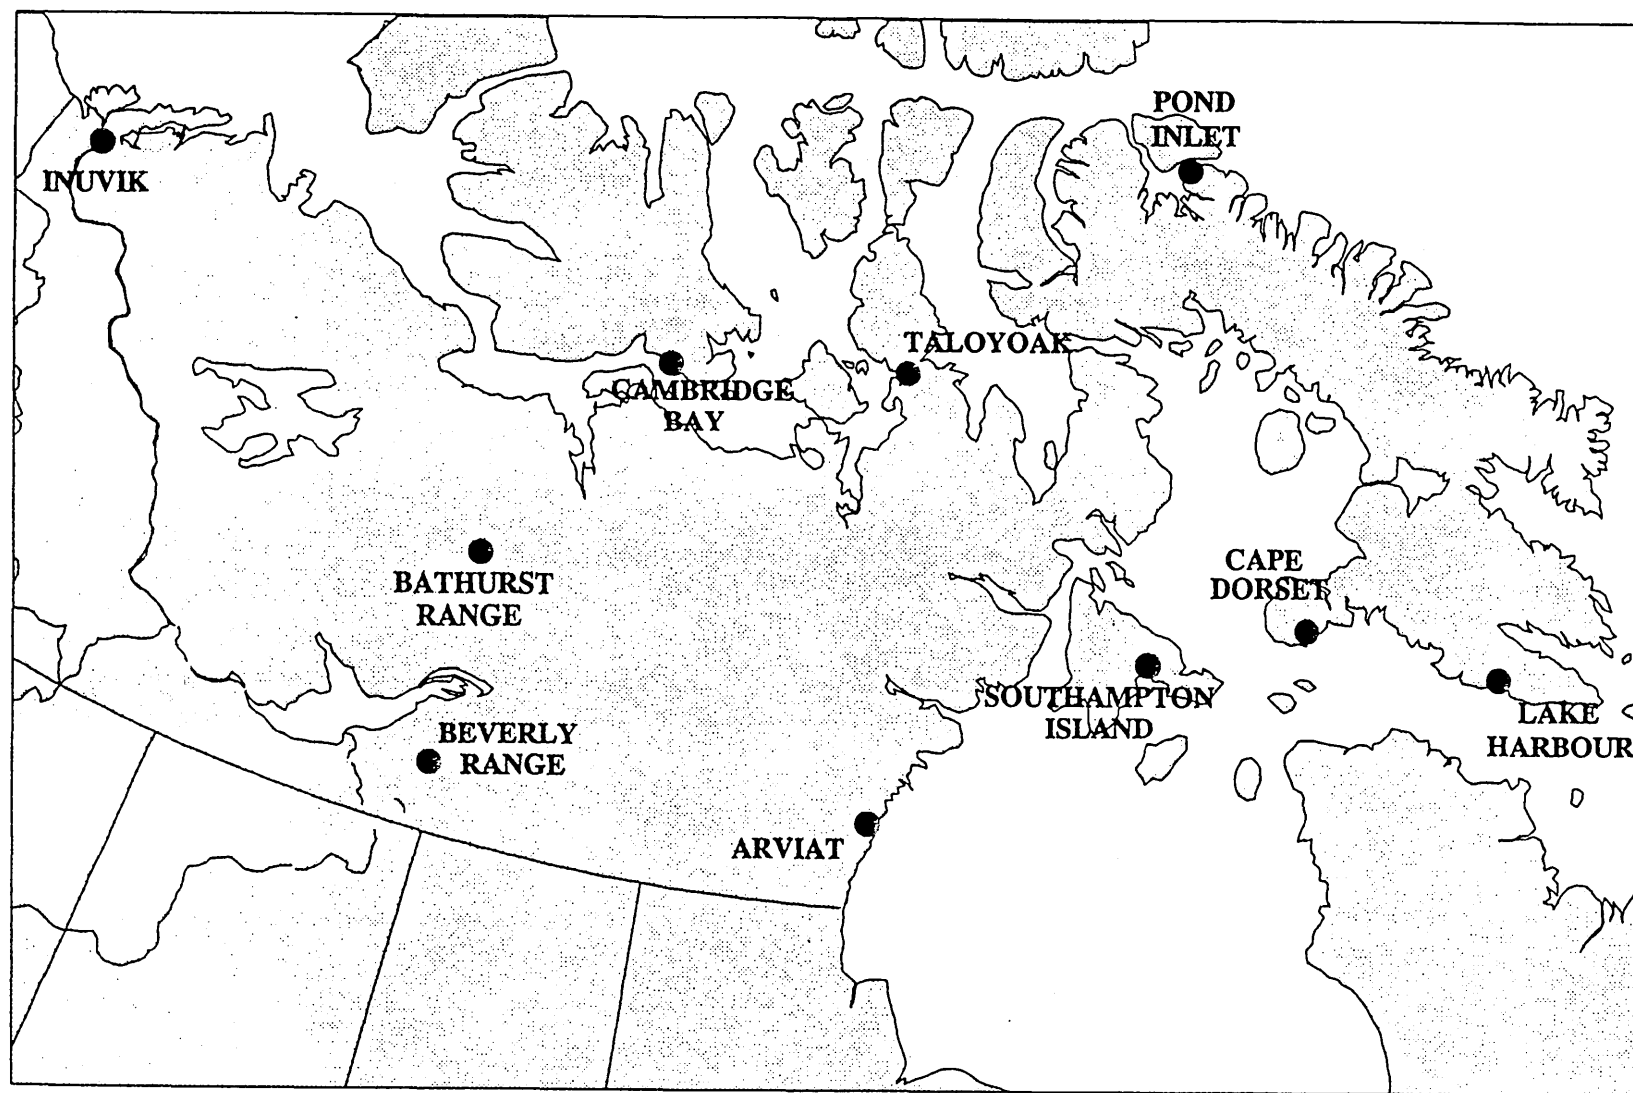 POND
INLET
INUVIK
TALOYOAK
CAMBRIDGE
BAY
BATHURST
RANGE
CAPE
DORSET
SOUTHAMPTON
ISLAND
LAKE
HARBOUR
BEVERLY
RANGE
ARVIAT